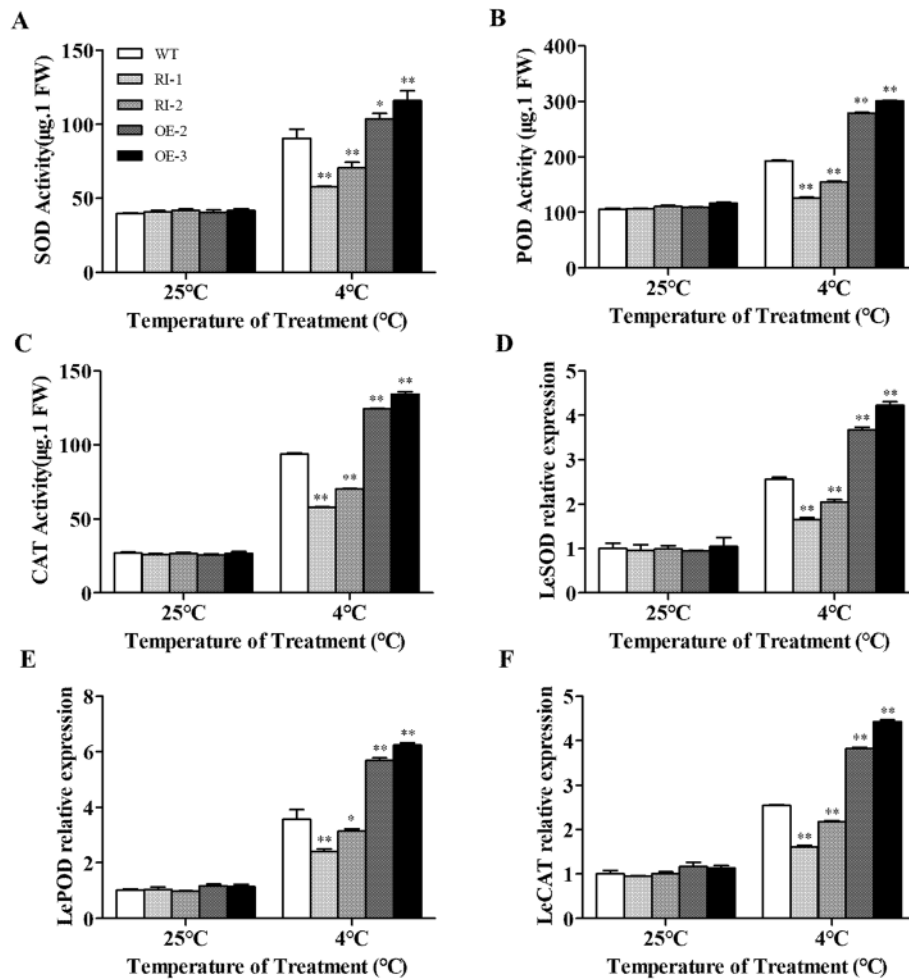 A
SOD Activity(µg.1 FW)
150
100
50
0
WT
RI-1
RI-2
OE-2
OE-3
**
**
*
**
25°C
4°C
Temperature of Treatment (°C)
B
POD Activity (µg.1 FW)
400
300
200
100
0
**
**
**
**
25°C
4°C
Temperature of Treatment (°C)
C
CAT Activity(µg.1 FW)
150
100
50
0
**
**
**
**
25°C
4°C
Temperature of Treatment (°C)
D
LeSOD relative expression
5
4
3
2
1
0
**
**
**
**
25°C
4°C
Temperature of Treatment (°C)
E
LePOD relative expression
8
6
4
2
0
**
*
**
**
25°C
4°C
Temperature of Treatment (°C)
F
LeCAT relative expression
5
4
3
2
1
0
**
**
**
**
25°C
4°C
Temperature of Treatment (°C)